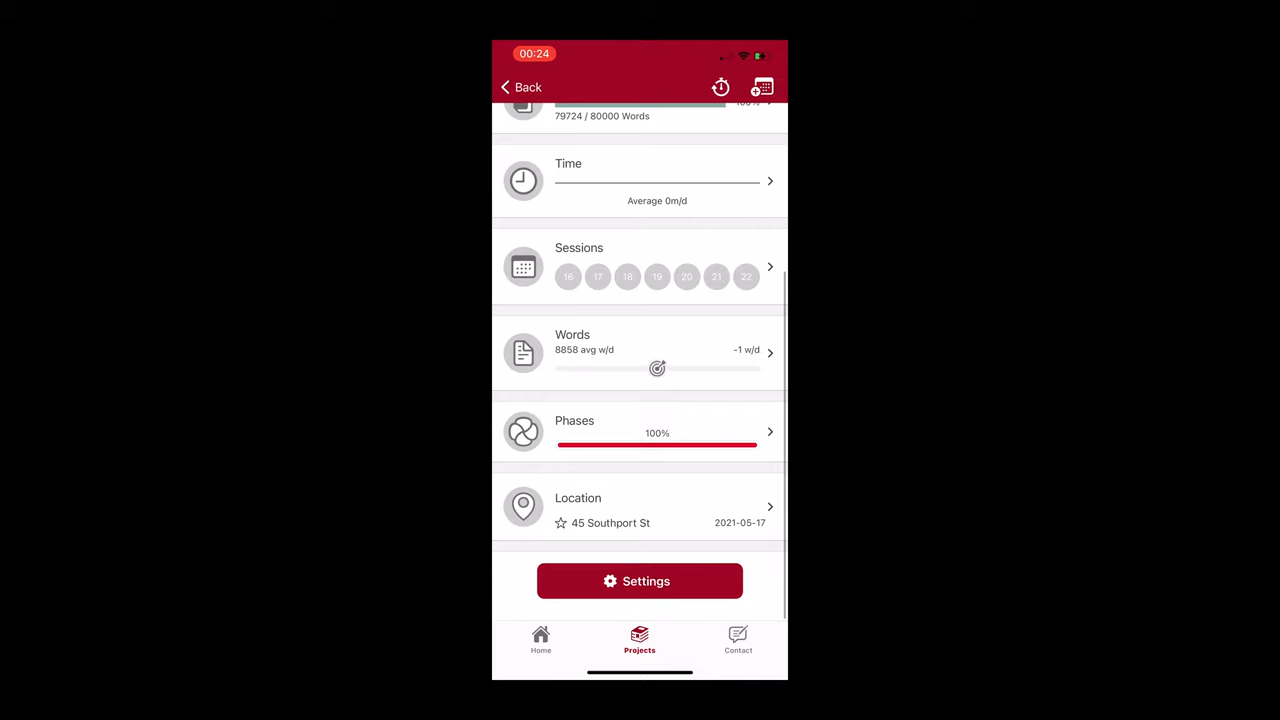 00:24
Back
100%
79724 / 80000 Words
Time
Average 0m/d
Sessions
16 17 18 19 20 21 22
Words
8858 avg w/d -1 w/d
Phases
100%
Location
45 Southport St 2021-05-17
Settings
Home Projects Contact